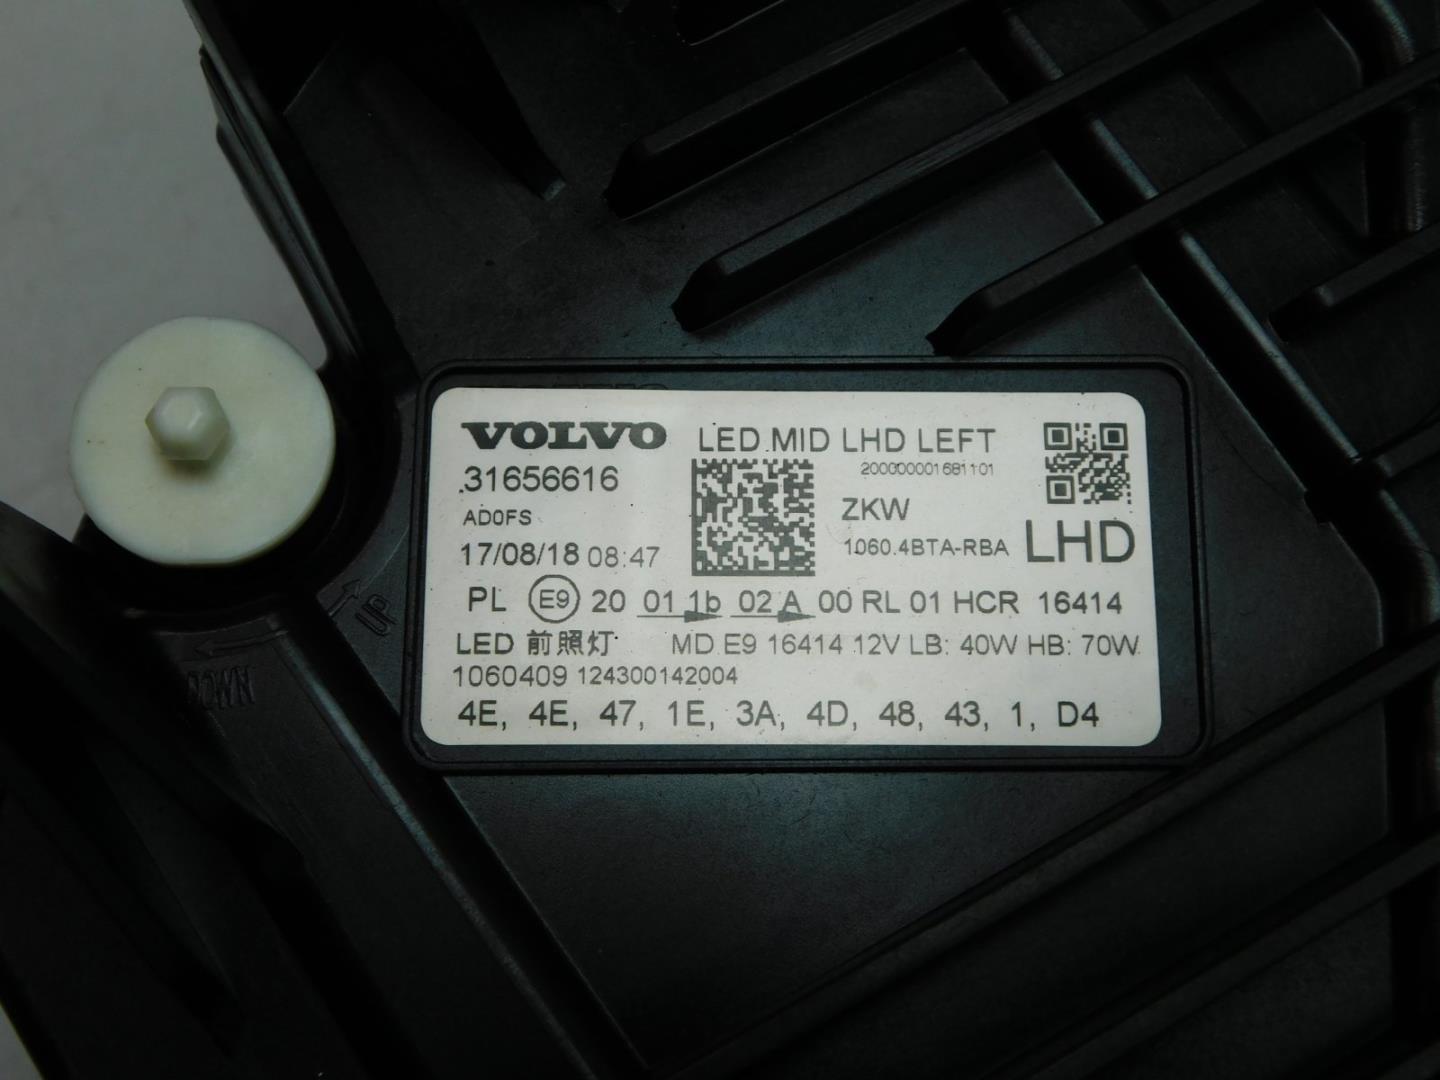 VOLVO LED MID LHD LEFT
31656616 200000001681101
AD0FS ZKW
17/08/18 08:47 1060.4BTA-RBA LHD
PL E9 20 01 1b 02 A 00 RL 01 HCR 16414
LED 前照灯 MD E9 16414 12V LB: 40W HB: 70W
1060409 124300142004
4E, 4E, 47, 1E, 3A, 4D, 48, 43, 1, D4
UP